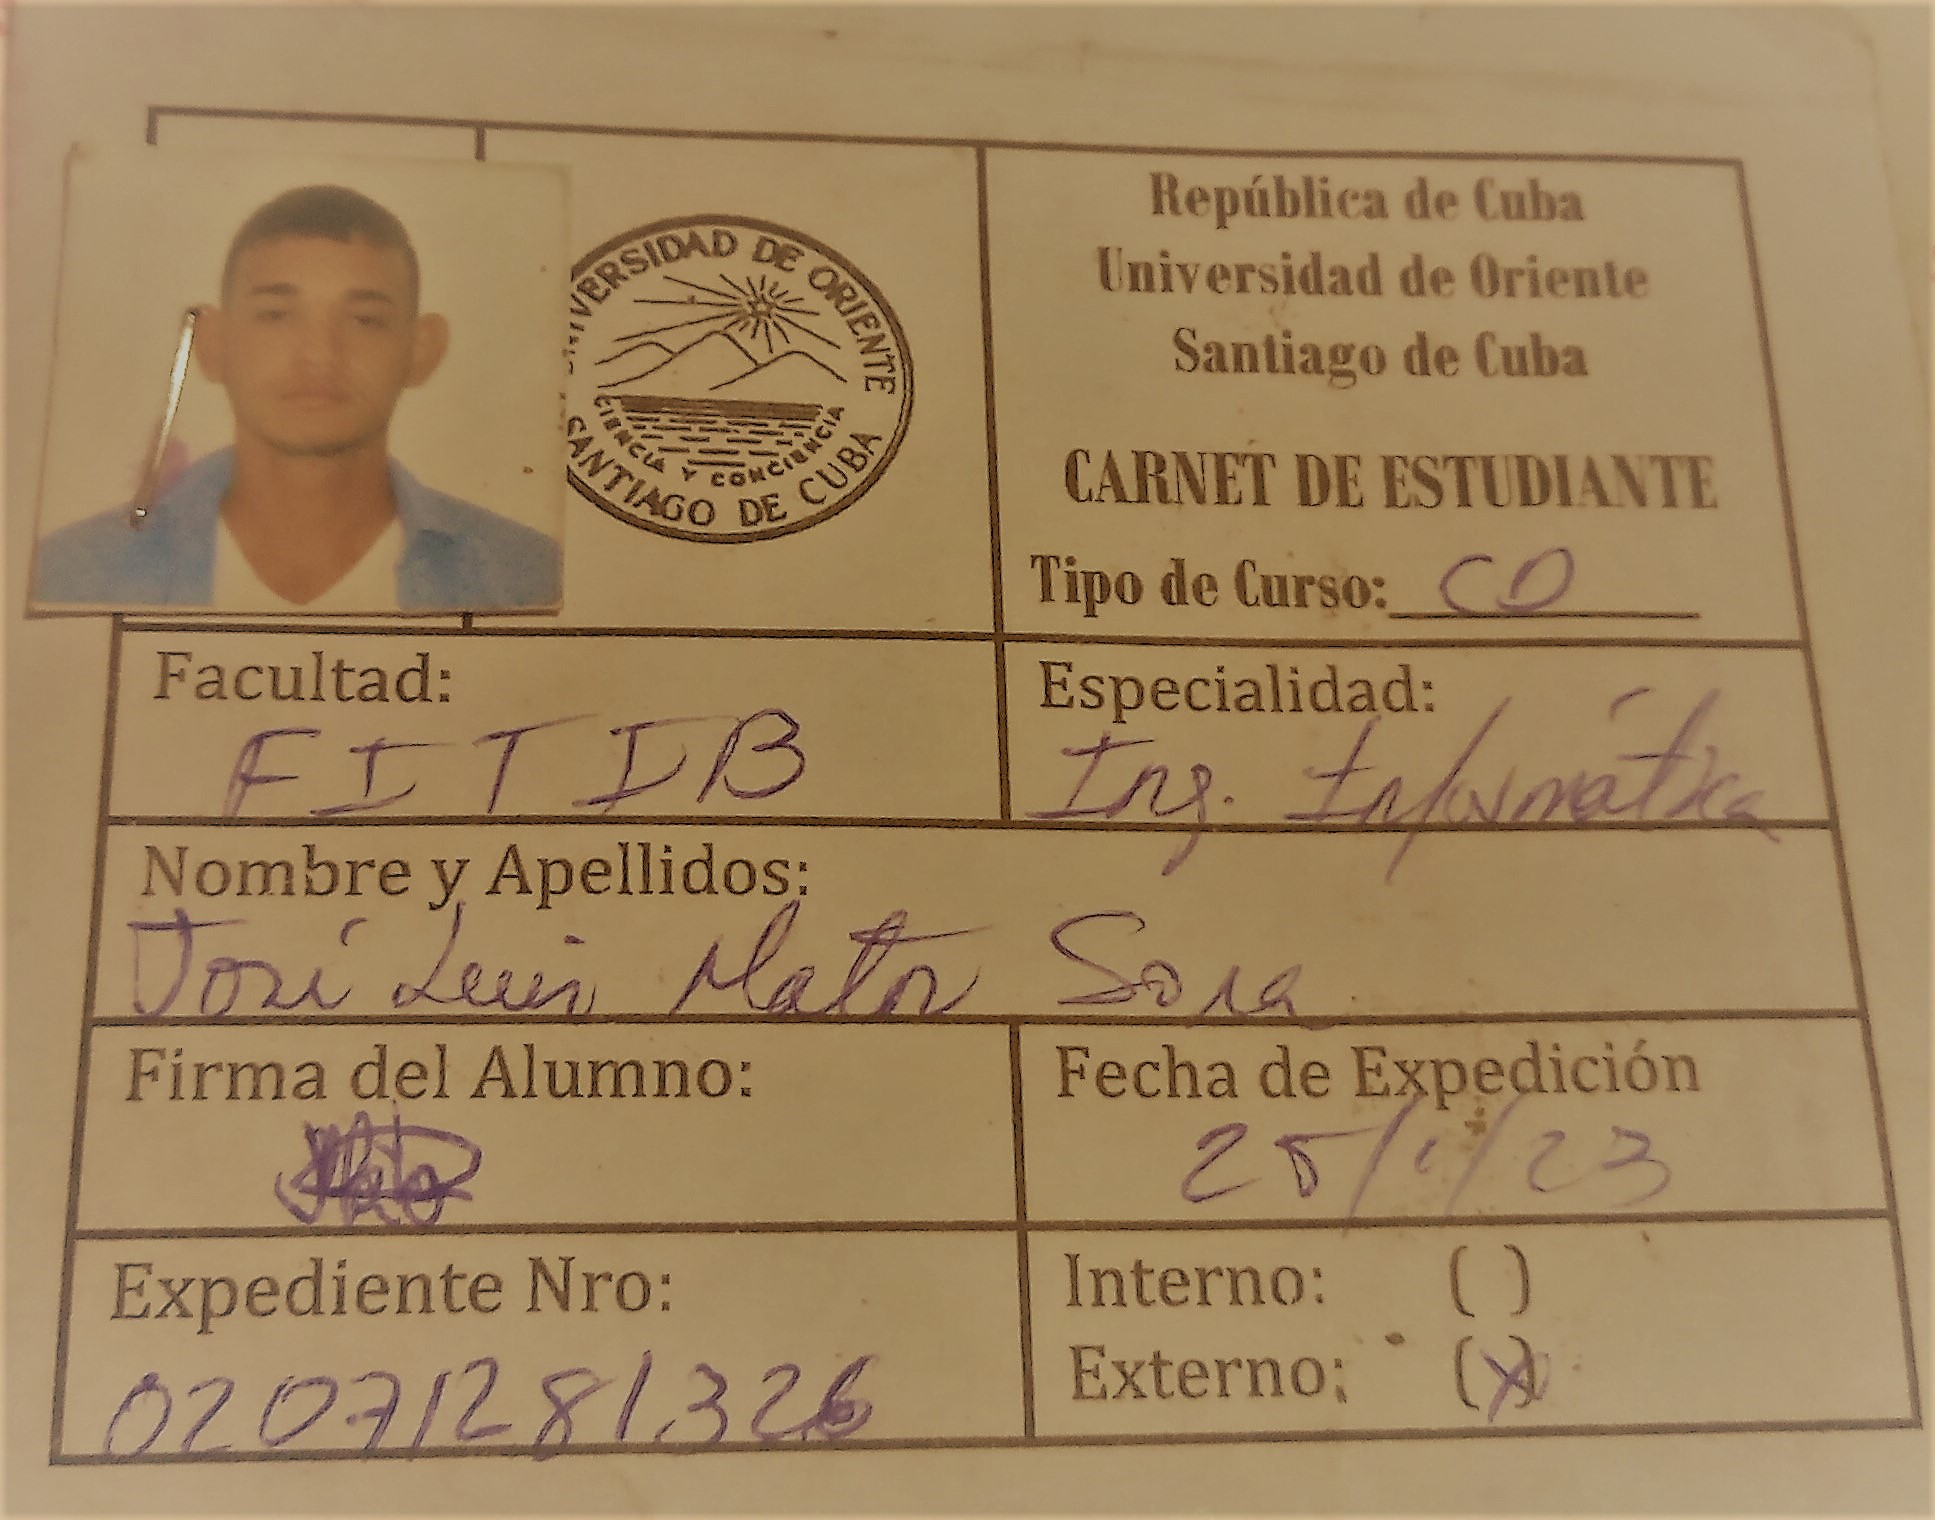 UNIVERSIDAD DE ORIENTE
CIENCIA Y CONCIENCIA
SANTIAGO DE CUBA
República de Cuba
Universidad de Oriente
Santiago de Cuba
CARNET DE ESTUDIANTE
Tipo de Curso: CD
Facultad:
FITIB
Especialidad:
Ing. Informática
Nombre y Apellidos:
José Luis Matos Sosa
Firma del Alumno:
Fecha de Expedición
25/1/23
Expediente Nro:
02071281326
Interno: ( )
Externo: (x)